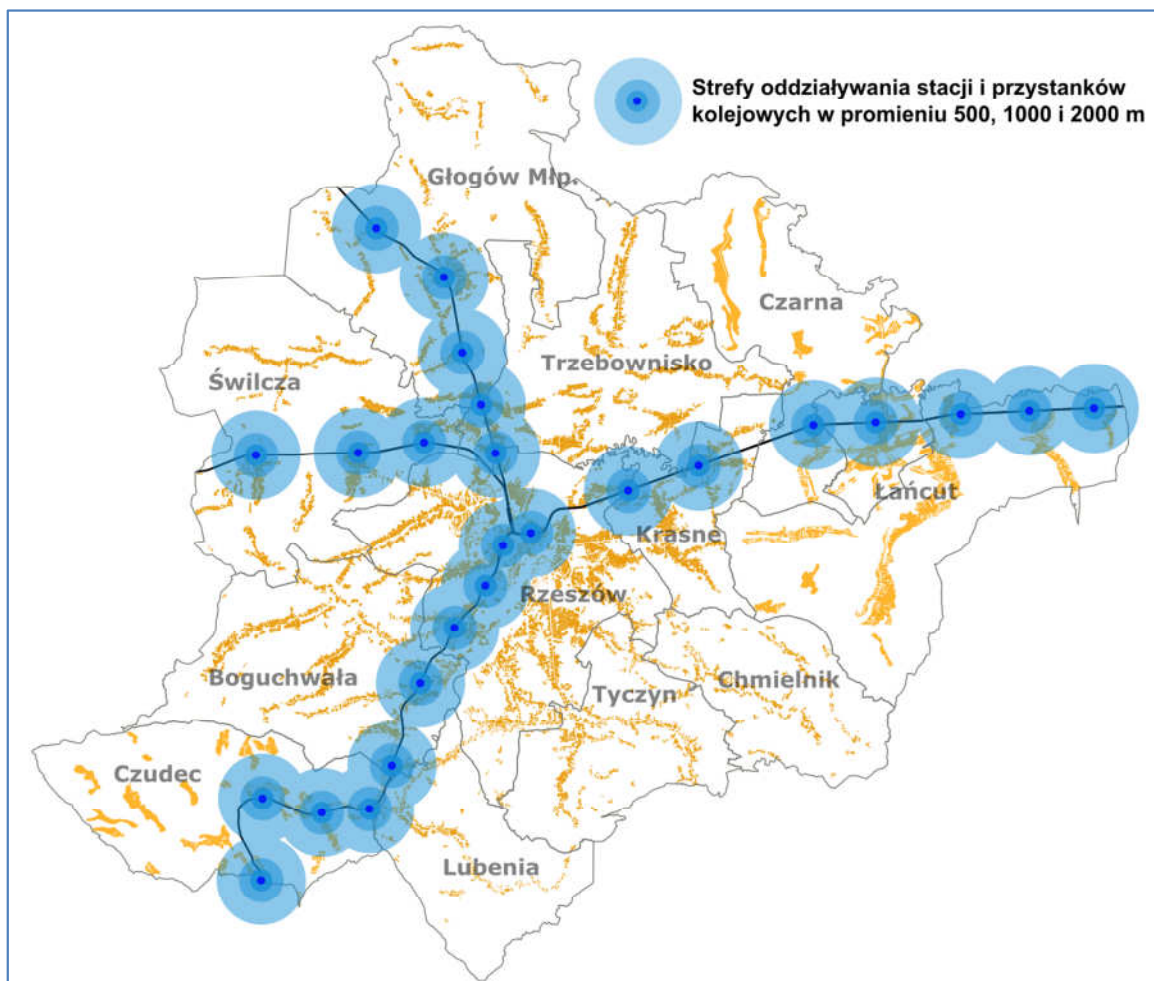 Strefy oddziaływania stacji i przystanków
kolejowych w promieniu 500, 1000 i 2000 m
Głogów Młp.
Czarna
Trzebownisko
Świlcza
Łańcut
Krasne
Rzeszów
Boguchwała
Tyczyn
Chmielnik
Czudec
Lubenia